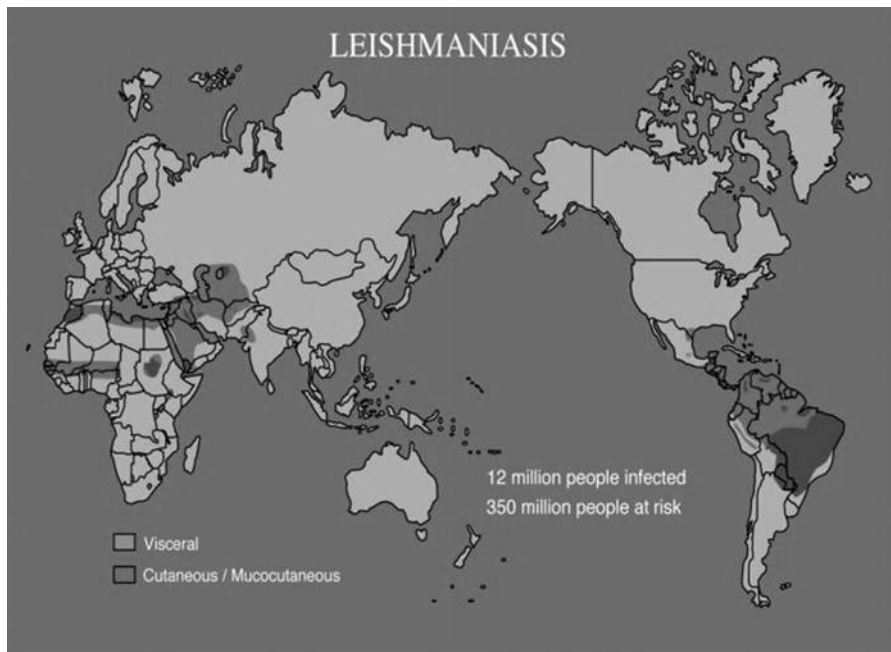 LEISHMANIASIS
12 million people infected
350 million people at risk
Visceral
Cutaneous / Mucocutaneous